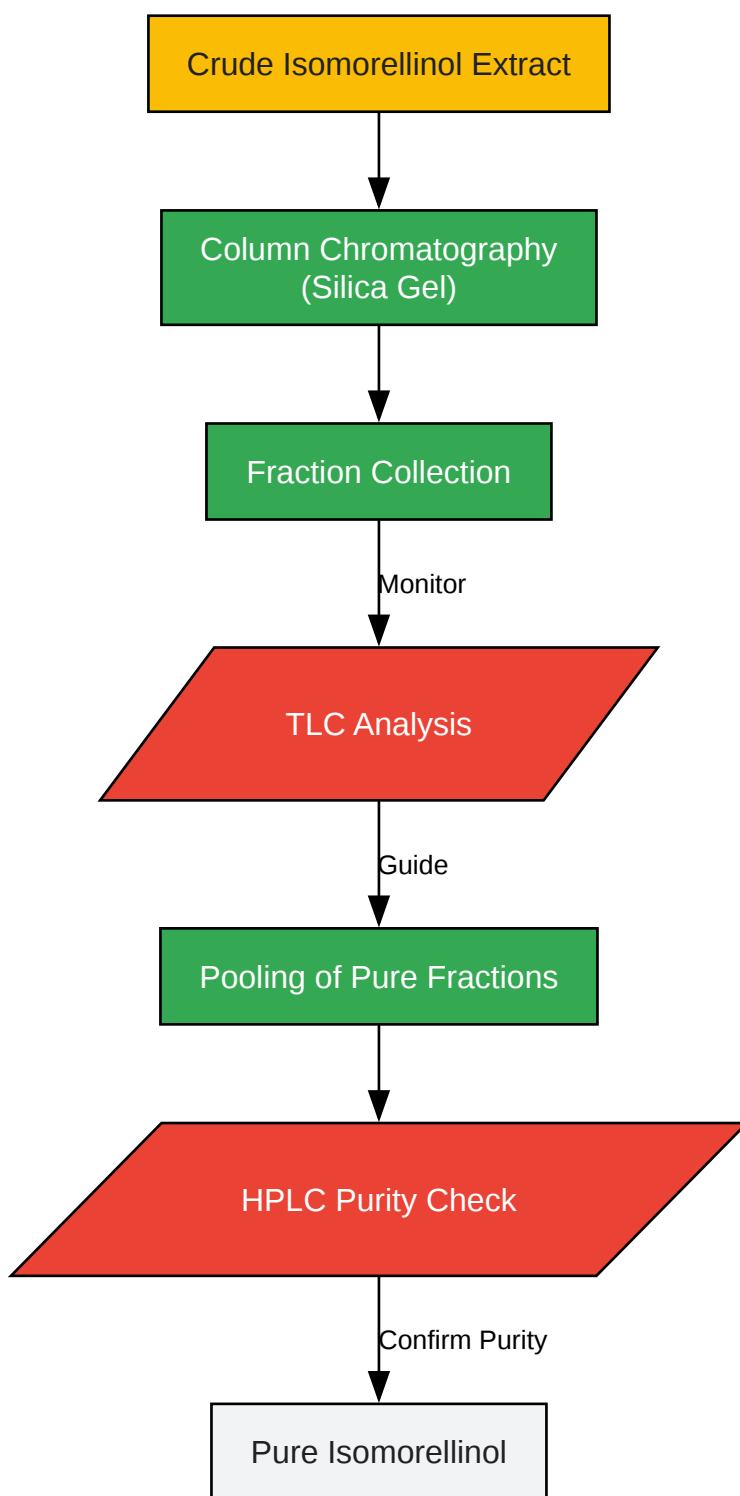 Crude Isomorellinol Extract
Column Chromatography
(Silica Gel)
Fraction Collection
Monitor
TLC Analysis
Guide
Pooling of Pure Fractions
HPLC Purity Check
Confirm Purity
Pure Isomorellinol